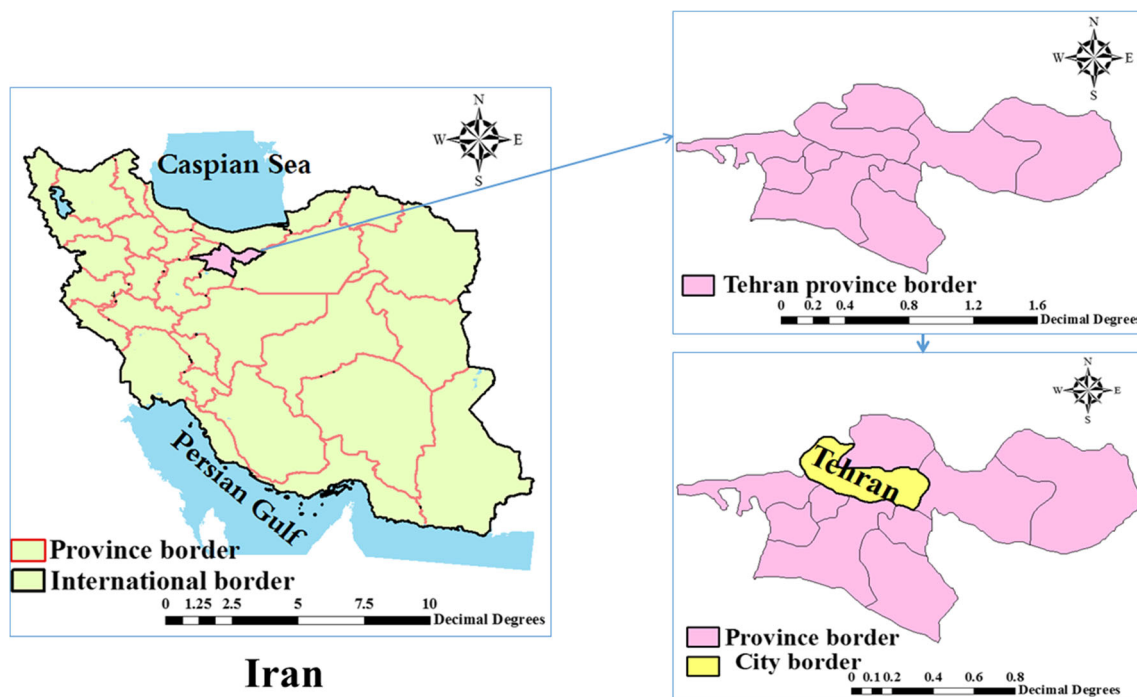 N
W E
S
Caspian Sea
Persian Gulf
Province border
International border
0 1.25 2.5 5 7.5 10
Decimal Degrees
Iran
N
W E
S
Tehran province border
0 0.2 0.4 0.8 1.2 1.6
Decimal Degrees
N
W E
S
Tehran
Province border
City border
0 0.1 0.2 0.4 0.6 0.8
Decimal Degrees